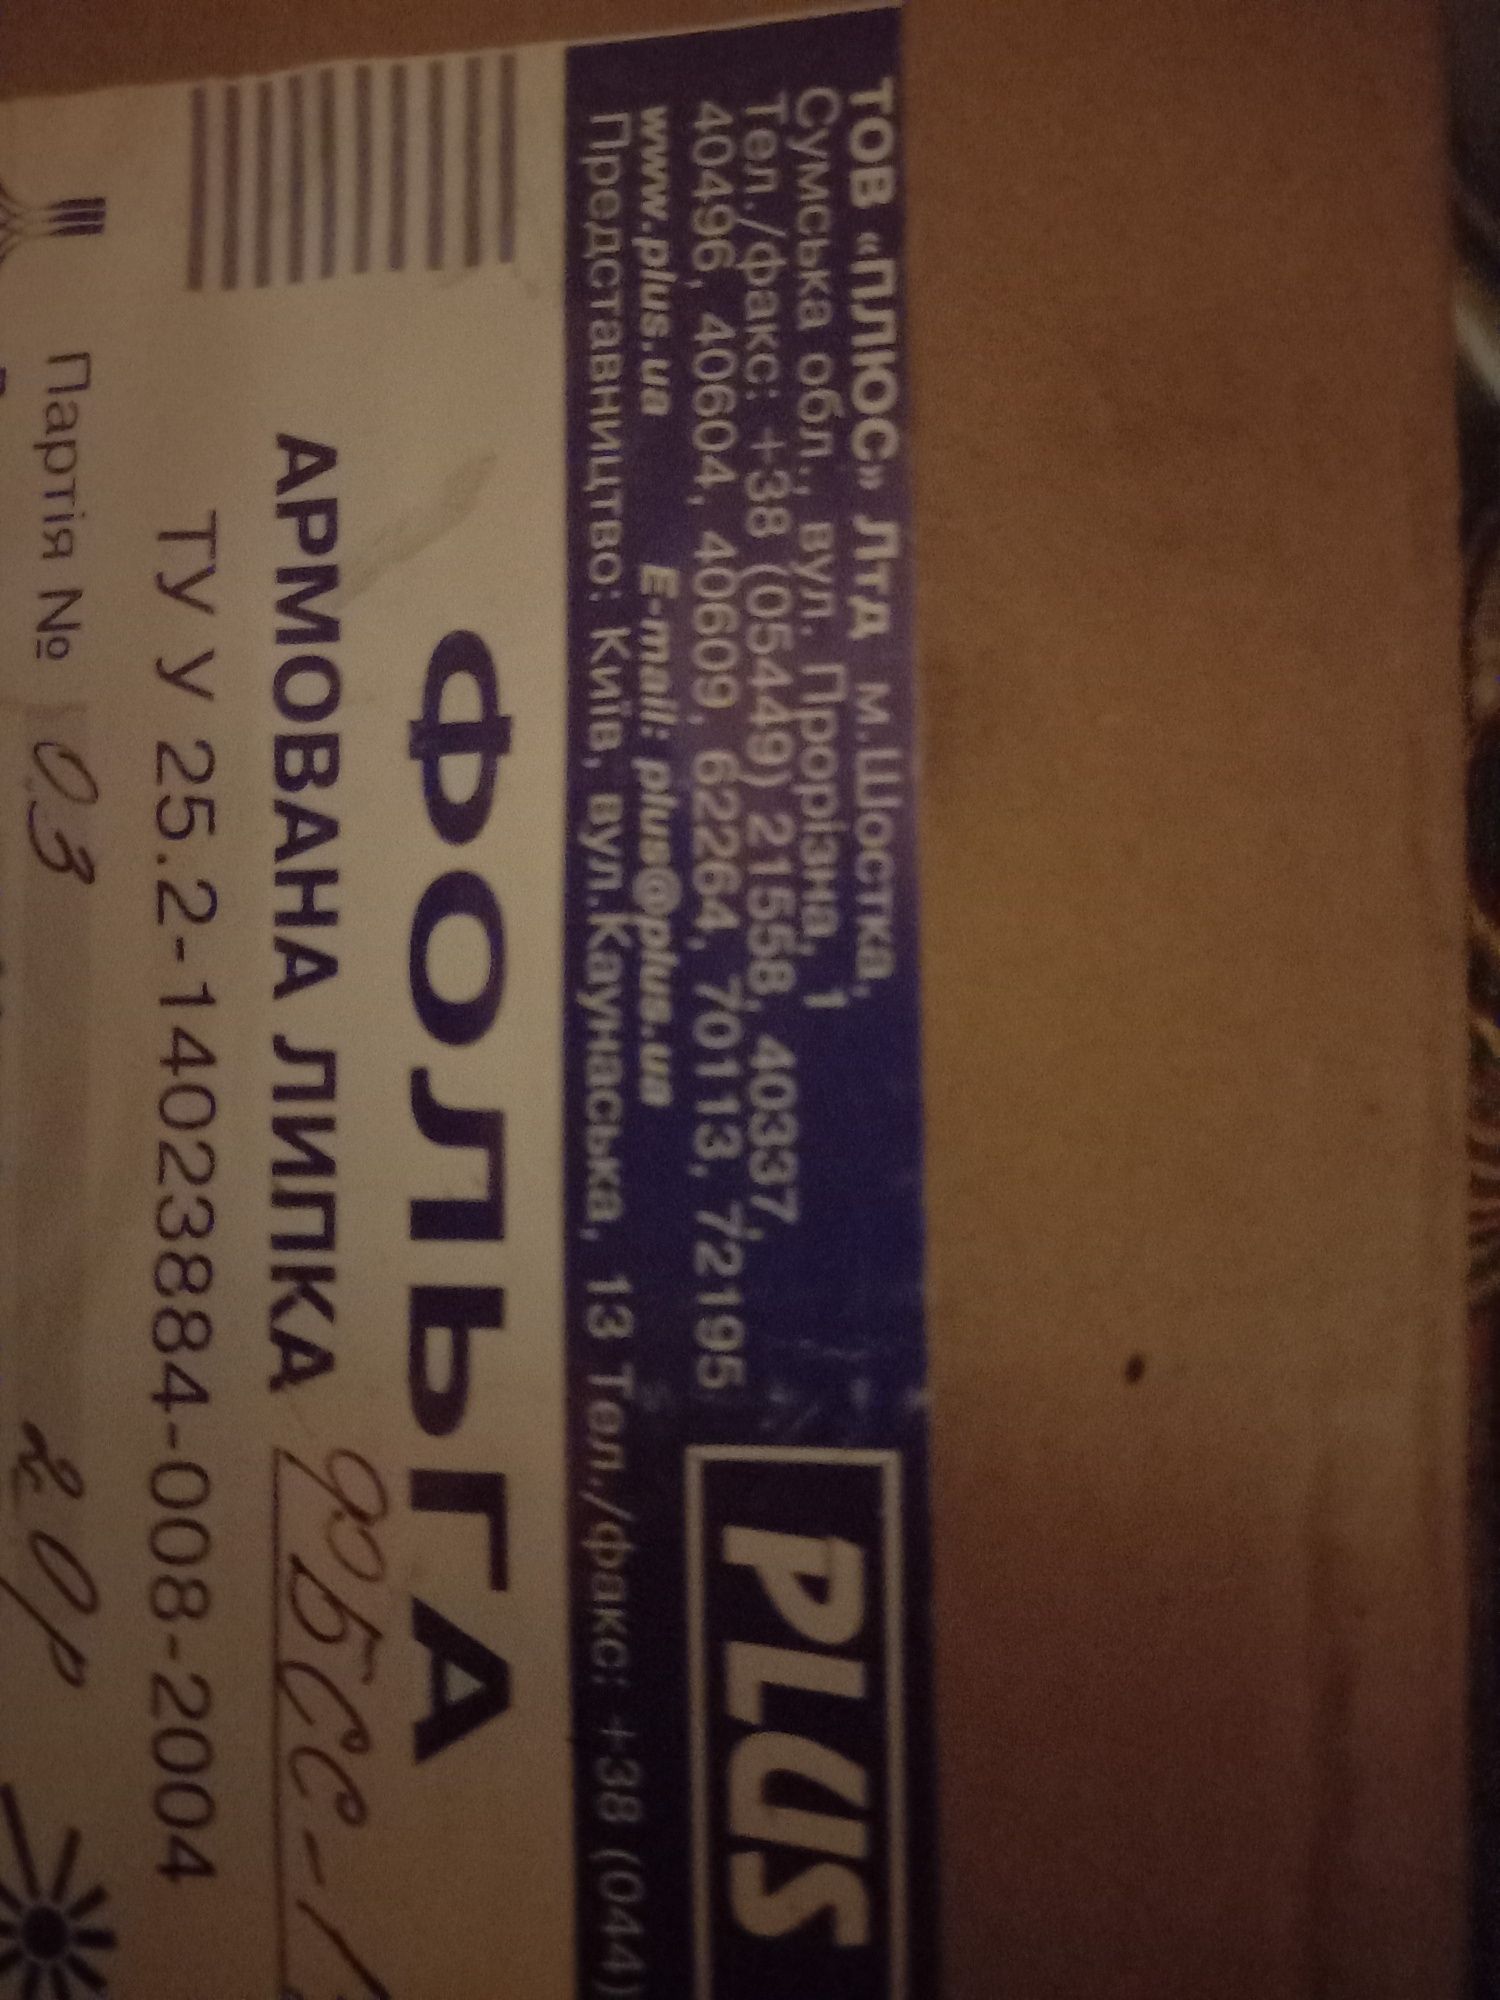 ТОВ «ПЛЮС» ЛТД м.Шостка,
Сумська обл., вул. Прорізна, 1
Тел./факс: +38 (05449) 21558, 40337,
40496, 40604, 40609, 62264, 70113, 72195
www.plus.ua E-mail: plus@plus.ua
Представництво: Київ, вул.Каунаська, 13 Тел./факс: +38 (044)
PLUS
ФОЛЬГА
АРМОВАНА ЛИПКА ФБСС-
ТУ У 25.2-14023884-008-2004
Партія № 03